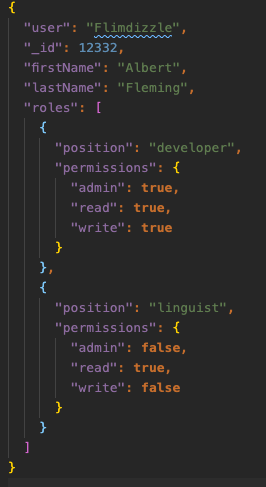 {
  "user": "Flimdizzle",
  "_id": 12332,
  "firstName": "Albert",
  "lastName": "Fleming",
  "roles": [
    {
      "position": "developer",
      "permissions": {
        "admin": true,
        "read": true,
        "write": true
      }
    },
    {
      "position": "linguist",
      "permissions": {
        "admin": false,
        "read": true,
        "write": false
      }
    }
  ]
}